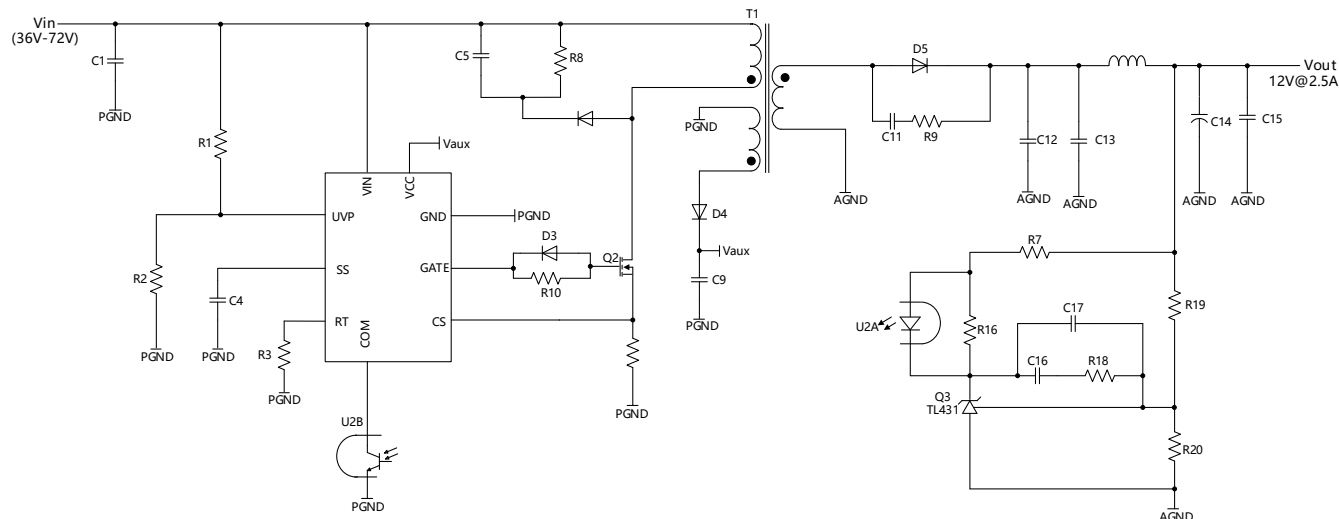 T1
Vin
(36V-72V)
C1
PGND
C5
R8
D5
Vout
12V@2.5A
R1
PGND
C11
R9
C12
C13
C14
C15
Vaux
VIN
VCC
AGND
AGND
AGND
AGND
AGND
UVP
GND
PGND
D4
D3
Q2
Vaux
R7
R2
SS
GATE
R10
C9
C4
PGND
R19
C17
RT
CS
U2A
R16
COM
R3
C16
R18
PGND
PGND
PGND
PGND
Q3
TL431
U2B
R20
PGND
AGND